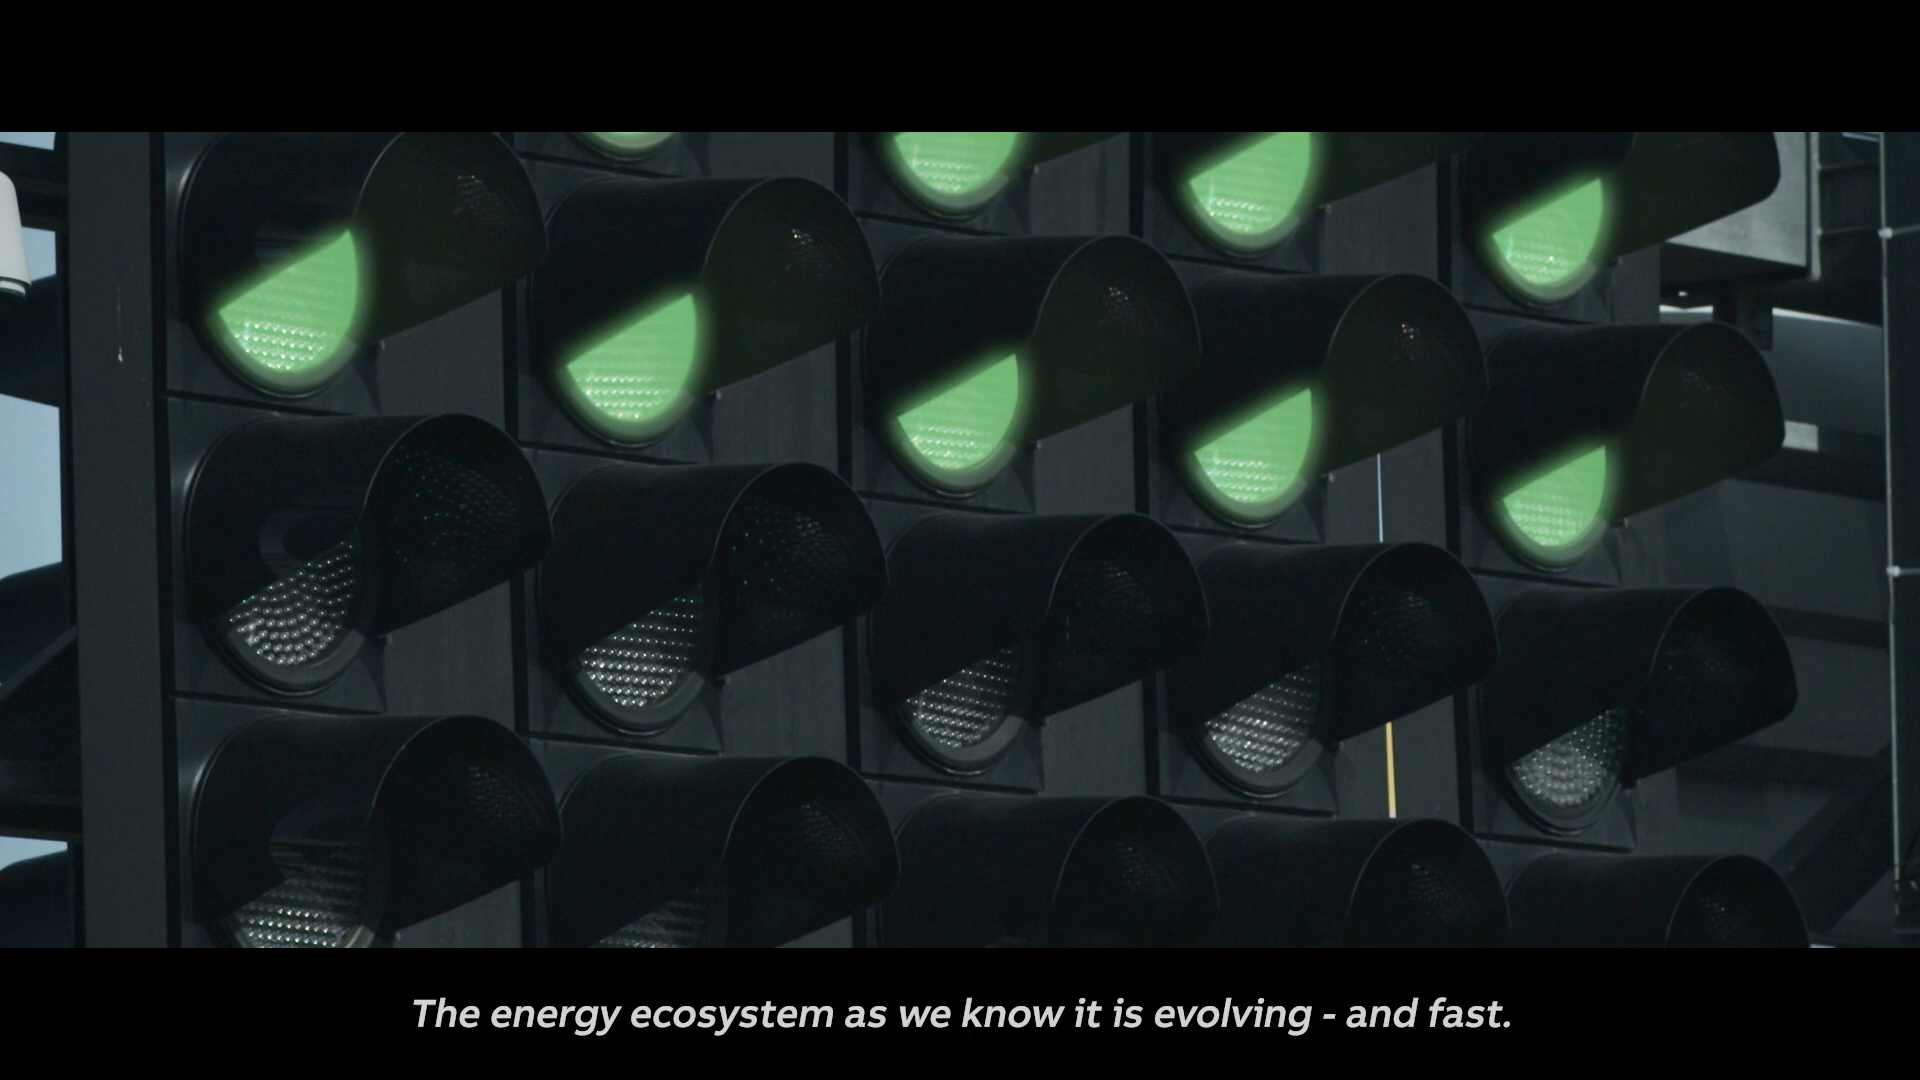 The energy ecosystem as we know it is evolving - and fast.